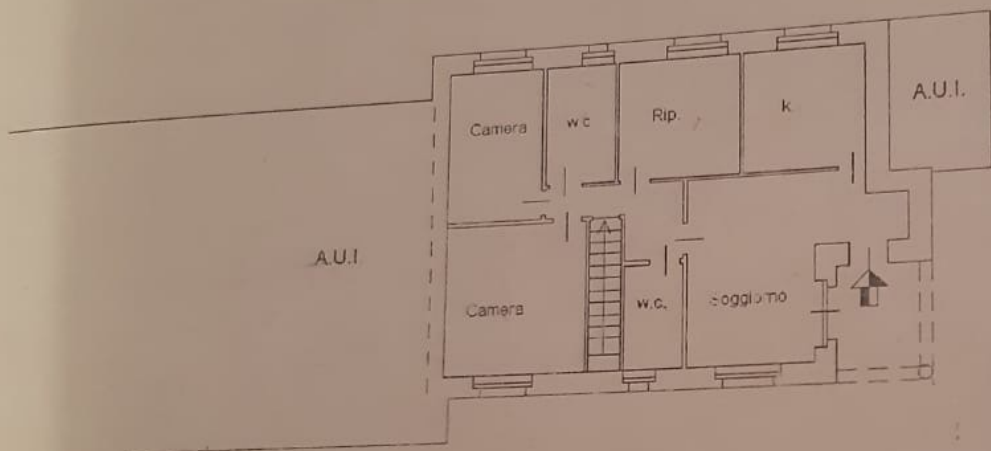 A.U.I.
Camera
w.c
Rip.
k.
A.U.I.
Camera
w.c.
Soggiorno